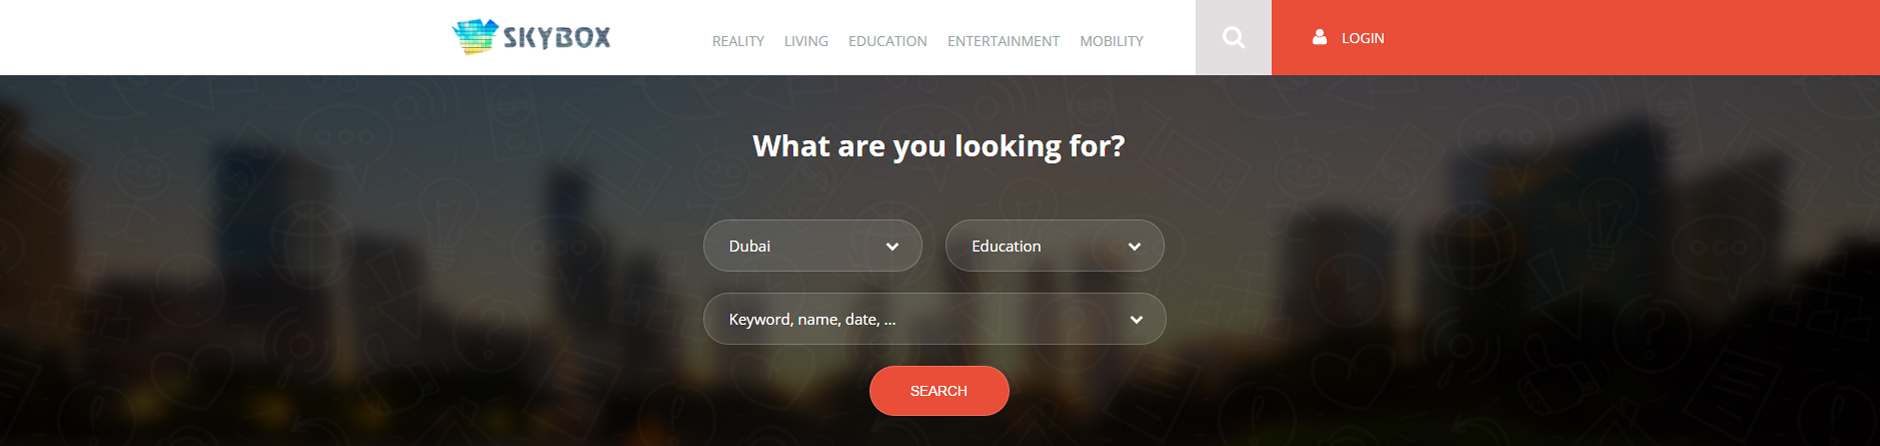 SKYBOX
REALITY LIVING EDUCATION ENTERTAINMENT MOBILITY
LOGIN
What are you looking for?
Dubai
Education
Keyword, name, date, ...
SEARCH